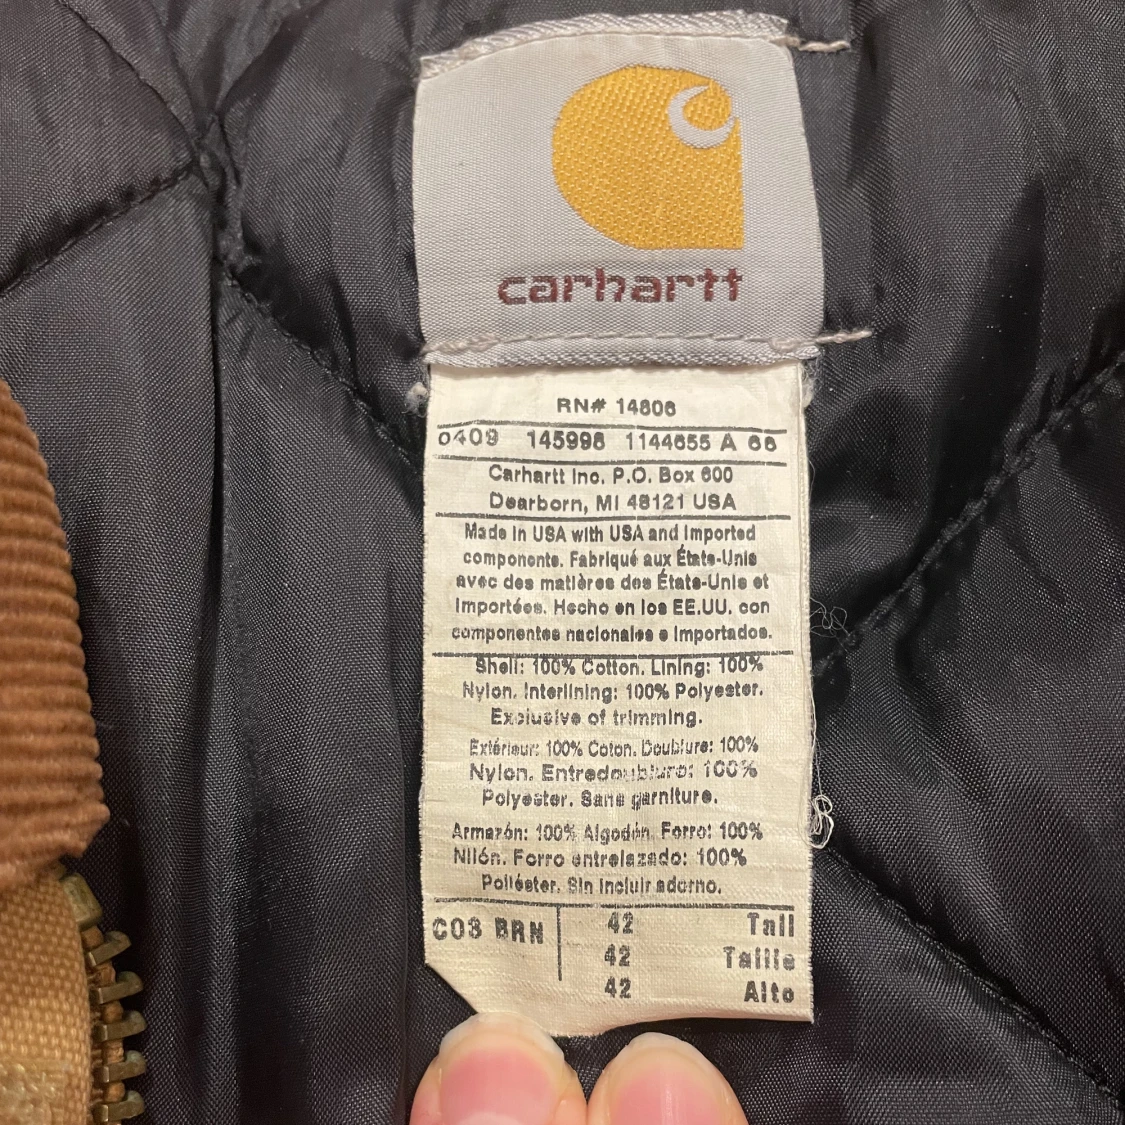 carhartt
RN# 14806
0409 145998 1144655 A 66
Carhartt Inc. P.O. Box 600
Dearborn, MI 48121 USA
Made in USA with USA and Imported
components. Fabriqué aux États-Unis
avec des matières des États-Unis et
Importées. Hecho en los EE.UU. con
componentes nacionales e Importados.
Shell: 100% Cotton. Lining: 100%
Nylon. Interlining: 100% Polyester.
Exclusive of trimming.
Extérieur: 100% Coton. Doublure: 100%
Nylon. Entredoublure: 100%
Polyester. Sans garniture.
Armazón: 100% Algodón. Forro: 100%
Nilón. Forro entrelazado: 100%
Poliéster. Sin incluir adorno.
C03 BRN 42 Tall
42 Taille
42 Alto